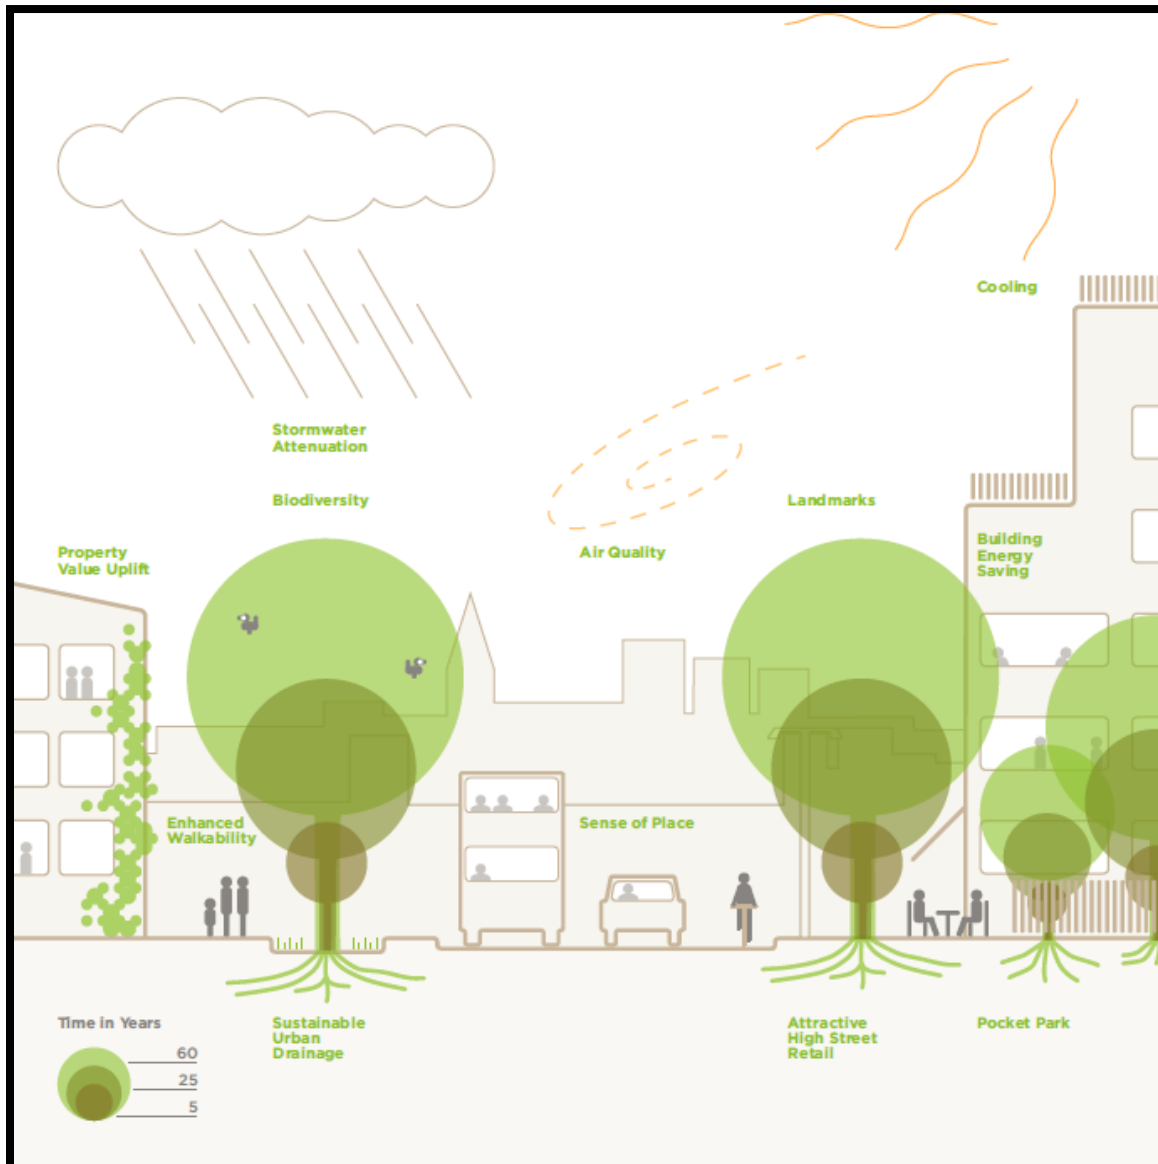 Cooling
Stormwater
Attenuation
Biodiversity
Landmarks
Property
Value Uplift
Air Quality
Building
Energy
Saving
Enhanced
Walkability
Sense of Place
Time in Years
60
25
5
Sustainable
Urban
Drainage
Attractive
High Street
Retail
Pocket Park